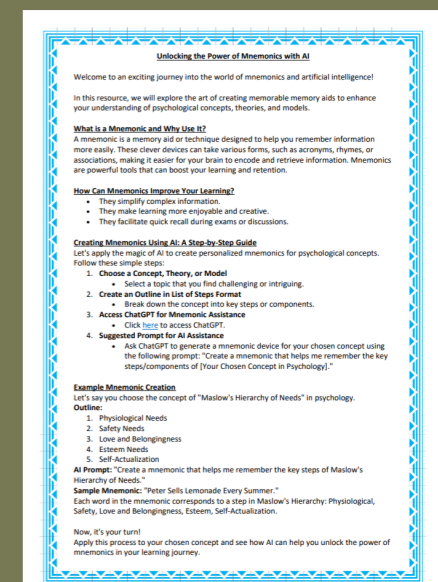 Unlocking the Power of Mnemonics with AI
Welcome to an exciting journey into the world of mnemonics and artificial intelligence!
In this resource, we will explore the art of creating memorable memory aids to enhance
your understanding of psychological concepts, theories, and models.
What is a Mnemonic and Why Use It?
A mnemonic is a memory aid or technique designed to help you remember information
more easily. These clever devices can take various forms, such as acronyms, rhymes, or
associations, making it easier for your brain to encode and retrieve information. Mnemonics
are powerful tools that can boost your learning and retention.
How Can Mnemonics Improve Your Learning?
• They simplify complex information.
• They make learning more enjoyable and creative.
• They facilitate quick recall during exams or discussions.
Creating Mnemonics Using AI: A Step-by-Step Guide
Let's apply the magic of AI to create personalized mnemonics for psychological concepts.
Follow these simple steps:
1. Choose a Concept, Theory, or Model
• Select a topic that you find challenging or intriguing.
2. Create an Outline in List of Steps Format
• Break down the concept into key steps or components.
3. Access ChatGPT for Mnemonic Assistance
• Click here to access ChatGPT.
4. Suggested Prompt for AI Assistance
• Ask ChatGPT to generate a mnemonic device for your chosen concept using
the following prompt: "Create a mnemonic that helps me remember the key
steps/components of [Your Chosen Concept in Psychology]."
Example Mnemonic Creation
Let's say you choose the concept of "Maslow's Hierarchy of Needs" in psychology.
Outline:
1. Physiological Needs
2. Safety Needs
3. Love and Belongingness
4. Esteem Needs
5. Self-Actualization
AI Prompt: "Create a mnemonic that helps me remember the key steps of Maslow's
Hierarchy of Needs."
Sample Mnemonic: "Peter Sells Lemonade Every Summer."
Each word in the mnemonic corresponds to a step in Maslow's Hierarchy: Physiological,
Safety, Love and Belongingness, Esteem, Self-Actualization.
Now, it's your turn!
Apply this process to your chosen concept and see how AI can help you unlock the power of
mnemonics in your learning journey.